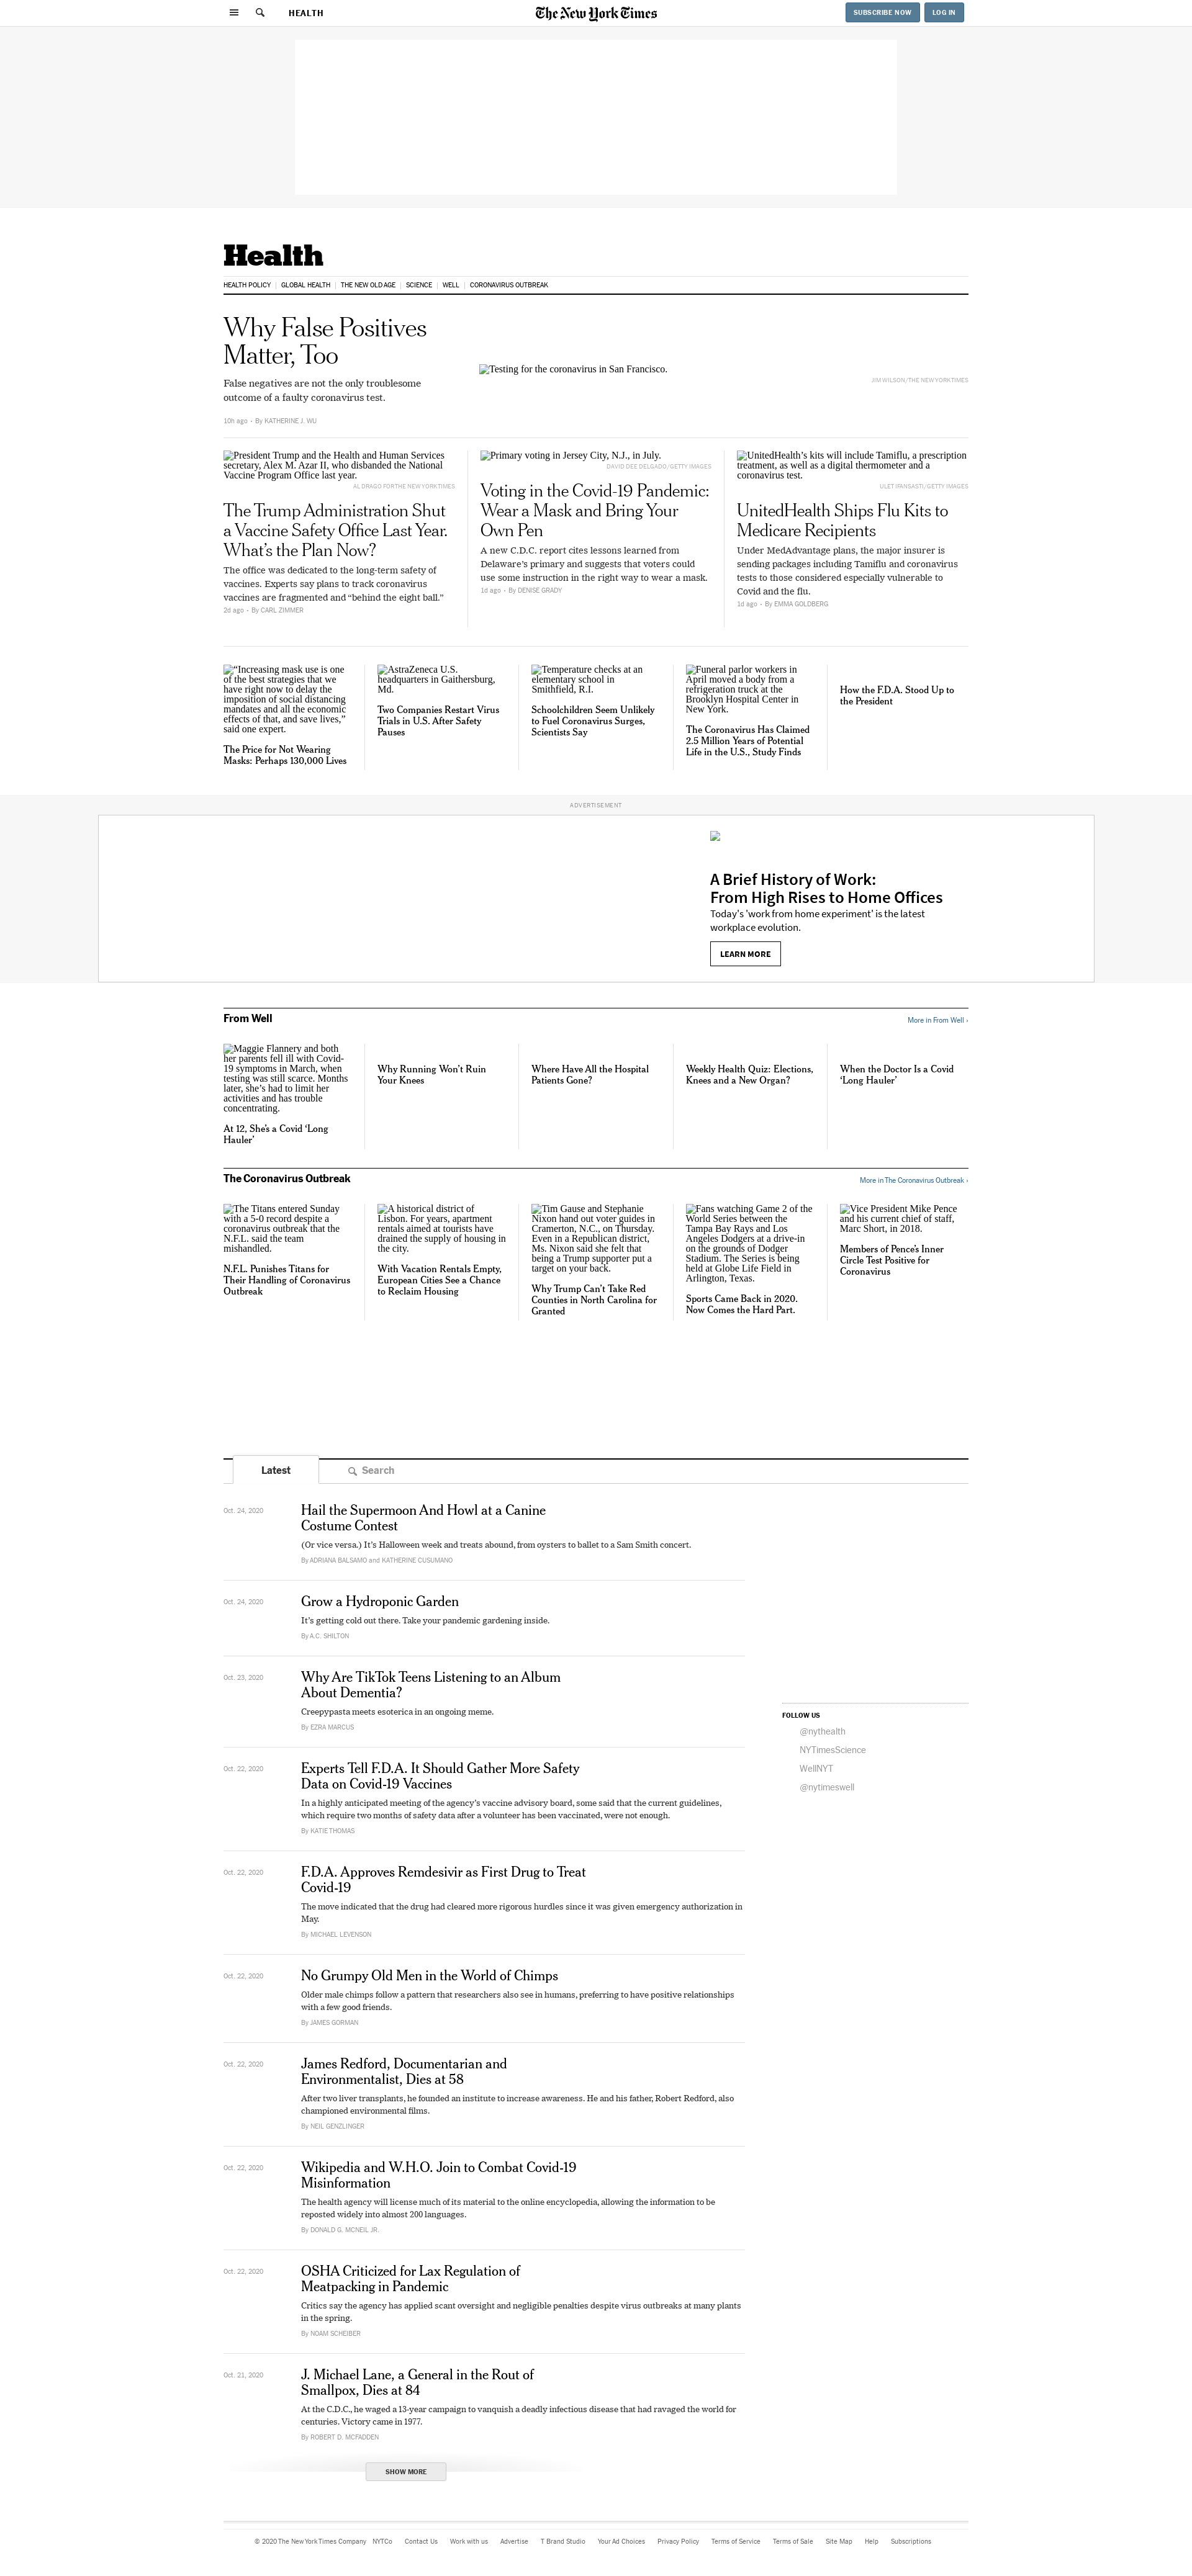 HEALTH
The New York Times
SUBSCRIBE NOW
LOG IN
Health
HEALTH POLICY
GLOBAL HEALTH
THE NEW OLD AGE
SCIENCE
WELL
CORONAVIRUS OUTBREAK
Why False Positives
Matter, Too
False negatives are not the only troublesome
outcome of a faulty coronavirus test.
10h ago • By KATHERINE J. WU
Testing for the coronavirus in San Francisco.
JIM WILSON/THE NEW YORK TIMES
President Trump and the Health and Human Services
secretary, Alex M. Azar II, who disbanded the National
Vaccine Program Office last year.
AL DRAGO FOR THE NEW YORK TIMES
The Trump Administration Shut
a Vaccine Safety Office Last Year.
What’s the Plan Now?
The office was dedicated to the long-term safety of
vaccines. Experts say plans to track coronavirus
vaccines are fragmented and “behind the eight ball.”
2d ago • By CARL ZIMMER
Primary voting in Jersey City, N.J., in July.
DAVID DEE DELGADO/GETTY IMAGES
Voting in the Covid-19 Pandemic:
Wear a Mask and Bring Your
Own Pen
A new C.D.C. report cites lessons learned from
Delaware’s primary and suggests that voters could
use some instruction in the right way to wear a mask.
1d ago • By DENISE GRADY
UnitedHealth’s kits will include Tamiflu, a prescription
treatment, as well as a digital thermometer and a
coronavirus test.
ULET IFANSASTI/GETTY IMAGES
UnitedHealth Ships Flu Kits to
Medicare Recipients
Under MedAdvantage plans, the major insurer is
sending packages including Tamiflu and coronavirus
tests to those considered especially vulnerable to
Covid and the flu.
1d ago • By EMMA GOLDBERG
“Increasing mask use is one
of the best strategies that we
have right now to delay the
imposition of social distancing
mandates and all the economic
effects of that, and save lives,”
said one expert.
The Price for Not Wearing
Masks: Perhaps 130,000 Lives
AstraZeneca U.S.
headquarters in Gaithersburg,
Md.
Two Companies Restart Virus
Trials in U.S. After Safety
Pauses
Temperature checks at an
elementary school in
Smithfield, R.I.
Schoolchildren Seem Unlikely
to Fuel Coronavirus Surges,
Scientists Say
Funeral parlor workers in
April moved a body from a
refrigeration truck at the
Brooklyn Hospital Center in
New York.
The Coronavirus Has Claimed
2.5 Million Years of Potential
Life in the U.S., Study Finds
How the F.D.A. Stood Up to
the President
ADVERTISEMENT
A Brief History of Work:
From High Rises to Home Offices
Today's 'work from home experiment' is the latest
workplace evolution.
LEARN MORE
From Well
More in From Well ›
Maggie Flannery and both
her parents fell ill with Covid-
19 symptoms in March, when
testing was still scarce. Months
later, she’s had to limit her
activities and has trouble
concentrating.
At 12, She’s a Covid ‘Long
Hauler’
Why Running Won’t Ruin
Your Knees
Where Have All the Hospital
Patients Gone?
Weekly Health Quiz: Elections,
Knees and a New Organ?
When the Doctor Is a Covid
‘Long Hauler’
The Coronavirus Outbreak
More in The Coronavirus Outbreak ›
The Titans entered Sunday
with a 5-0 record despite a
coronavirus outbreak that the
N.F.L. said the team
mishandled.
N.F.L. Punishes Titans for
Their Handling of Coronavirus
Outbreak
A historical district of
Lisbon. For years, apartment
rentals aimed at tourists have
drained the supply of housing in
the city.
With Vacation Rentals Empty,
European Cities See a Chance
to Reclaim Housing
Tim Gause and Stephanie
Nixon hand out voter guides in
Cramerton, N.C., on Thursday.
Even in a Republican district,
Ms. Nixon said she felt that
being a Trump supporter put a
target on your back.
Why Trump Can’t Take Red
Counties in North Carolina for
Granted
Fans watching Game 2 of the
World Series between the
Tampa Bay Rays and Los
Angeles Dodgers at a drive-in
on the grounds of Dodger
Stadium. The Series is being
held at Globe Life Field in
Arlington, Texas.
Sports Came Back in 2020.
Now Comes the Hard Part.
Vice President Mike Pence
and his current chief of staff,
Marc Short, in 2018.
Members of Pence’s Inner
Circle Test Positive for
Coronavirus
Latest
Search
Oct. 24, 2020
Hail the Supermoon And Howl at a Canine
Costume Contest
(Or vice versa.) It’s Halloween week and treats abound, from oysters to ballet to a Sam Smith concert.
By ADRIANA BALSAMO and KATHERINE CUSUMANO
Oct. 24, 2020
Grow a Hydroponic Garden
It’s getting cold out there. Take your pandemic gardening inside.
By A.C. SHILTON
Oct. 23, 2020
Why Are TikTok Teens Listening to an Album
About Dementia?
Creepypasta meets esoterica in an ongoing meme.
By EZRA MARCUS
FOLLOW US
@nythealth
NYTimesScience
WellNYT
@nytimeswell
Oct. 22, 2020
Experts Tell F.D.A. It Should Gather More Safety
Data on Covid-19 Vaccines
In a highly anticipated meeting of the agency’s vaccine advisory board, some said that the current guidelines,
which require two months of safety data after a volunteer has been vaccinated, were not enough.
By KATIE THOMAS
Oct. 22, 2020
F.D.A. Approves Remdesivir as First Drug to Treat
Covid-19
The move indicated that the drug had cleared more rigorous hurdles since it was given emergency authorization in
May.
By MICHAEL LEVENSON
Oct. 22, 2020
No Grumpy Old Men in the World of Chimps
Older male chimps follow a pattern that researchers also see in humans, preferring to have positive relationships
with a few good friends.
By JAMES GORMAN
Oct. 22, 2020
James Redford, Documentarian and
Environmentalist, Dies at 58
After two liver transplants, he founded an institute to increase awareness. He and his father, Robert Redford, also
championed environmental films.
By NEIL GENZLINGER
Oct. 22, 2020
Wikipedia and W.H.O. Join to Combat Covid-19
Misinformation
The health agency will license much of its material to the online encyclopedia, allowing the information to be
reposted widely into almost 200 languages.
By DONALD G. MCNEIL JR.
Oct. 22, 2020
OSHA Criticized for Lax Regulation of
Meatpacking in Pandemic
Critics say the agency has applied scant oversight and negligible penalties despite virus outbreaks at many plants
in the spring.
By NOAM SCHEIBER
Oct. 21, 2020
J. Michael Lane, a General in the Rout of
Smallpox, Dies at 84
At the C.D.C., he waged a 13-year campaign to vanquish a deadly infectious disease that had ravaged the world for
centuries. Victory came in 1977.
By ROBERT D. MCFADDEN
SHOW MORE
© 2020 The New York Times Company
NYTCo
Contact Us
Work with us
Advertise
T Brand Studio
Your Ad Choices
Privacy Policy
Terms of Service
Terms of Sale
Site Map
Help
Subscriptions